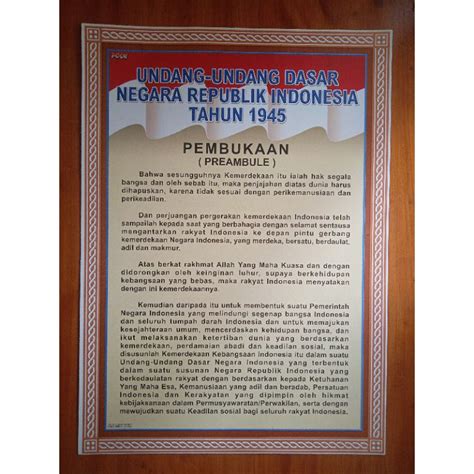 UNDANG-UNDANG DASAR
NEGARA REPUBLIK INDONESIA
TAHUN 1945
PEMBUKAAN
( PREAMBULE )
Bahwa sesungguhnya Kemerdekaan itu ialah hak segala
bangsa dan oleh sebab itu, maka penjajahan diatas dunia harus
dihapuskan, karena tidak sesuai dengan perikemanusiaan dan
perikeadilan.
Dan perjuangan pergerakan kemerdekaan Indonesia telah
sampailah kepada saat yang berbahagia dengan selamat sentausa
mengantarkan rakyat Indonesia ke depan pintu gerbang
kemerdekaan Negara Indonesia, yang merdeka, bersatu, berdaulat,
adil dan makmur.
Atas berkat rakhmat Allah Yang Maha Kuasa dan dengan
didorongkan oleh keinginan luhur, supaya berkehidupan
kebangsaan yang bebas, maka rakyat Indonesia menyatakan
dengan ini kemerdekaannya.
Kemudian daripada itu untuk membentuk suatu Pemerintah
Negara Indonesia yang melindungi segenap bangsa Indonesia
dan seluruh tumpah darah Indonesia dan untuk memajukan
kesejahteraan umum, mencerdaskan kehidupan bangsa, dan
ikut melaksanakan ketertiban dunia yang berdasarkan
kemerdekaan, perdamaian abadi dan keadilan sosial, maka
disusunlah Kemerdekaan Kebangsaan Indonesia itu dalam suatu
Undang-Undang Dasar Negara Indonesia yang terbentuk
dalam suatu susunan Negara Republik Indonesia yang
berkedaulatan rakyat dengan berdasarkan kepada Ketuhanan
Yang Maha Esa, Kemanusiaan yang adil dan beradab, Persatuan
Indonesia dan Kerakyatan yang dipimpin oleh hikmat
kebijaksanaan dalam Permusyawaratan/Perwakilan, serta dengan
mewujudkan suatu Keadilan sosial bagi seluruh rakyat Indonesia.